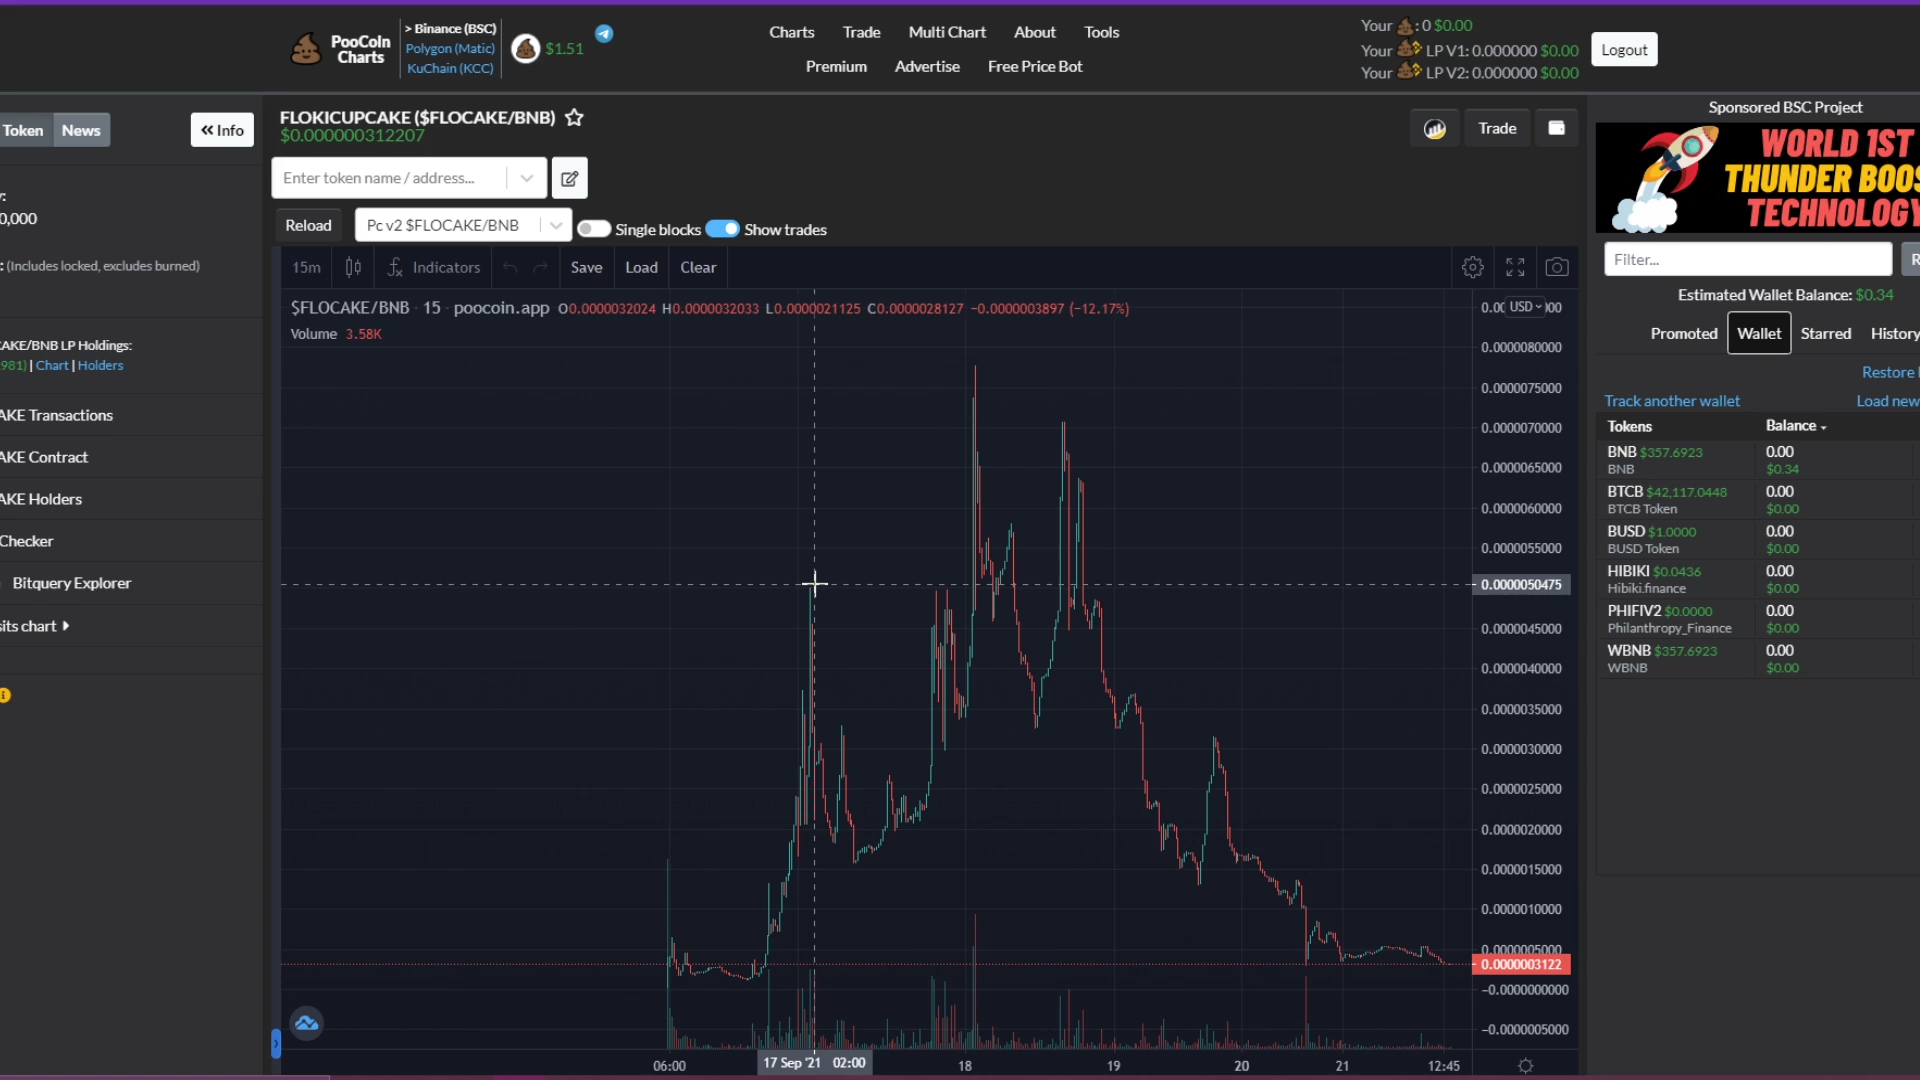 PooCoin
Charts
> Binance (BSC)
Polygon (Matic)
KuChain (KCC)
$1.51
Charts
Trade
Multi Chart
About
Tools
Premium
Advertise
Free Price Bot
Your : 0 $0.00
Your LP V1: 0.000000 $0.00
Your LP V2: 0.000000 $0.00
Logout
Token
News
« Info
0,000
: (Includes locked, excludes burned)
CAKE/BNB LP Holdings:
981) | Chart | Holders
AKE Transactions
AKE Contract
AKE Holders
Checker
Bitquery Explorer
sits chart
FLOKICUPCAKE ($FLOCAKE/BNB)
$0.000000312207
Trade
Enter token name / address...
Reload
Pc v2 $FLOCAKE/BNB
Single blocks
Show trades
15m
Indicators
Save
Load
Clear
$FLOCAKE/BNB · 15 · poocoin.app O0.0000032024 H0.0000032033 L0.0000021125 C0.0000028127 −0.0000003897 (−12.17%)
Volume 3.58K
USD
0.0000080000
0.0000075000
0.0000070000
0.0000065000
0.0000060000
0.0000055000
0.0000050475
0.0000045000
0.0000040000
0.0000035000
0.0000030000
0.0000025000
0.0000020000
0.0000015000
0.0000010000
0.0000005000
0.0000003122
−0.0000000000
−0.0000005000
06:00
17 Sep '21 02:00
18
19
20
21
12:45
Sponsored BSC Project
WORLD 1ST
THUNDER BOOS
TECHNOLOGY
Filter...
R
Estimated Wallet Balance: $0.34
Promoted
Wallet
Starred
History
Restore
Track another wallet
Load new
Tokens
Balance
BNB $357.6923
0.00
BNB
$0.34
BTCB $42,117.0448
0.00
BTCB Token
$0.00
BUSD $1.0000
0.00
BUSD Token
$0.00
HIBIKI $0.0436
0.00
Hibiki.finance
$0.00
PHIFIV2 $0.0000
0.00
Philanthropy_Finance
$0.00
WBNB $357.6923
0.00
WBNB
$0.00